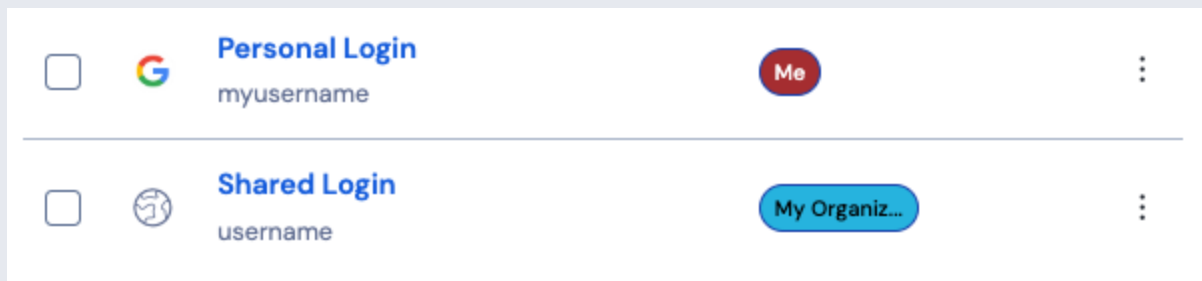 Personal Login
myusername
Me
Shared Login
username
My Organiz...